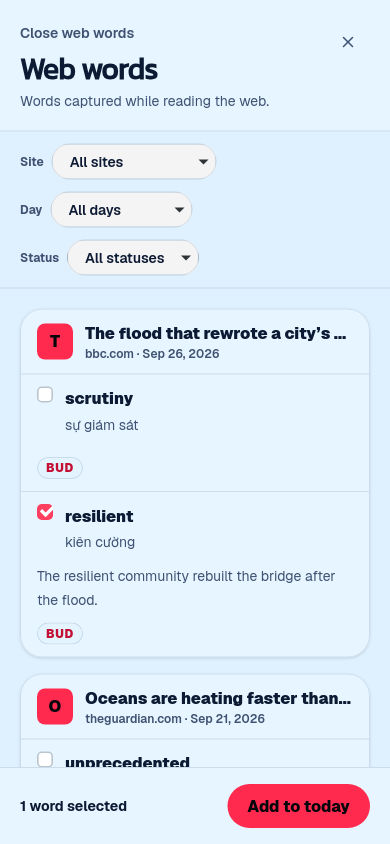 Close web words
Web words
Words captured while reading the web.
Site
All sites
Day
All days
Status
All statuses
T
The flood that rewrote a city’s ...
bbc.com · Sep 26, 2026
scrutiny
sự giám sát
BUD
resilient
kiên cường
The resilient community rebuilt the bridge after
the flood.
BUD
O
Oceans are heating faster than...
theguardian.com · Sep 21, 2026
unprecedented
1 word selected
Add to today